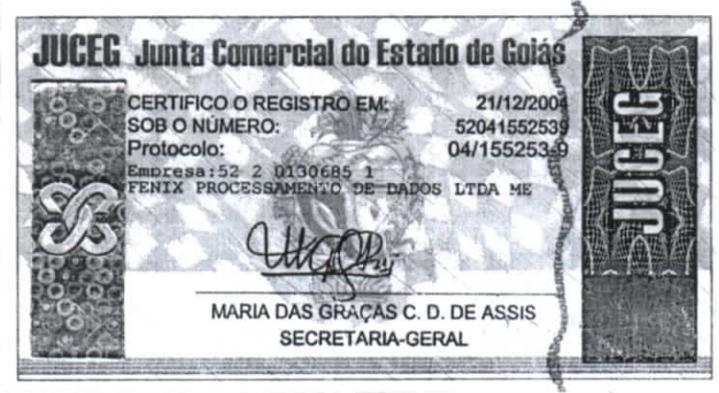 JUCEG Junta Comercial do Estado de Goiás
CERTIFICO O REGISTRO EM: 21/12/2004
SOB O NÚMERO: 52041552539
Protocolo: 04/155253-9
Empresa:52 2 0130685 1
FENIX PROCESSAMENTO DE DADOS LTDA ME
MARIA DAS GRAÇAS C. D. DE ASSIS
SECRETARIA-GERAL
JUCEG